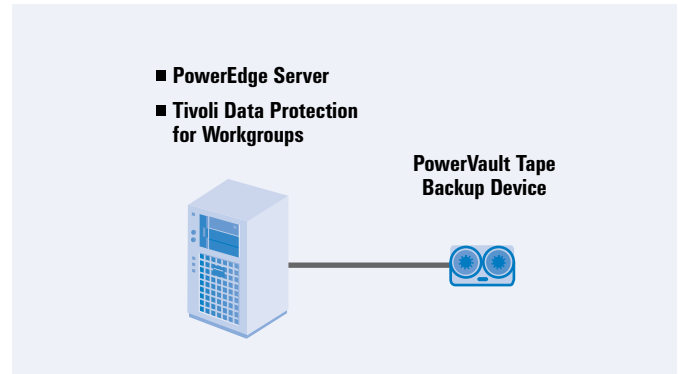 ■ PowerEdge Server
■ Tivoli Data Protection
for Workgroups
PowerVault Tape
Backup Device